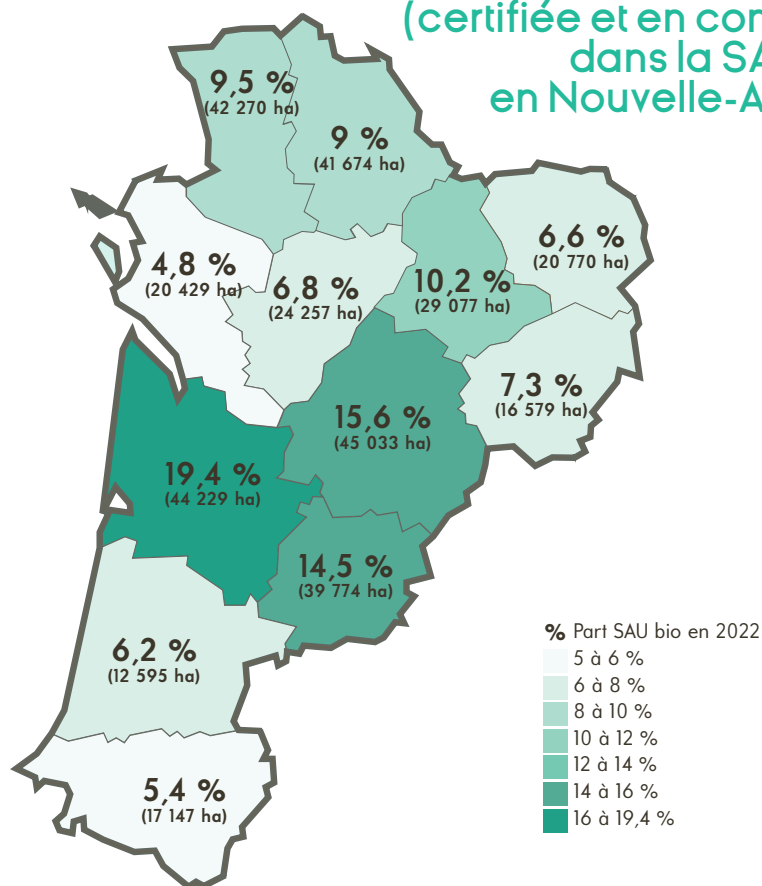 (certifiée et en con
dans la SA
en Nouvelle-A
9,5 %
(42 270 ha)
9 %
(41 674 ha)
6,6 %
(20 770 ha)
4,8 %
(20 429 ha)
6,8 %
(24 257 ha)
10,2 %
(29 077 ha)
7,3 %
(16 579 ha)
15,6 %
(45 033 ha)
19,4 %
(44 229 ha)
14,5 %
(39 774 ha)
6,2 %
(12 595 ha)
5,4 %
(17 147 ha)
% Part SAU bio en 2022
5 à 6 %
6 à 8 %
8 à 10 %
10 à 12 %
12 à 14 %
14 à 16 %
16 à 19,4 %